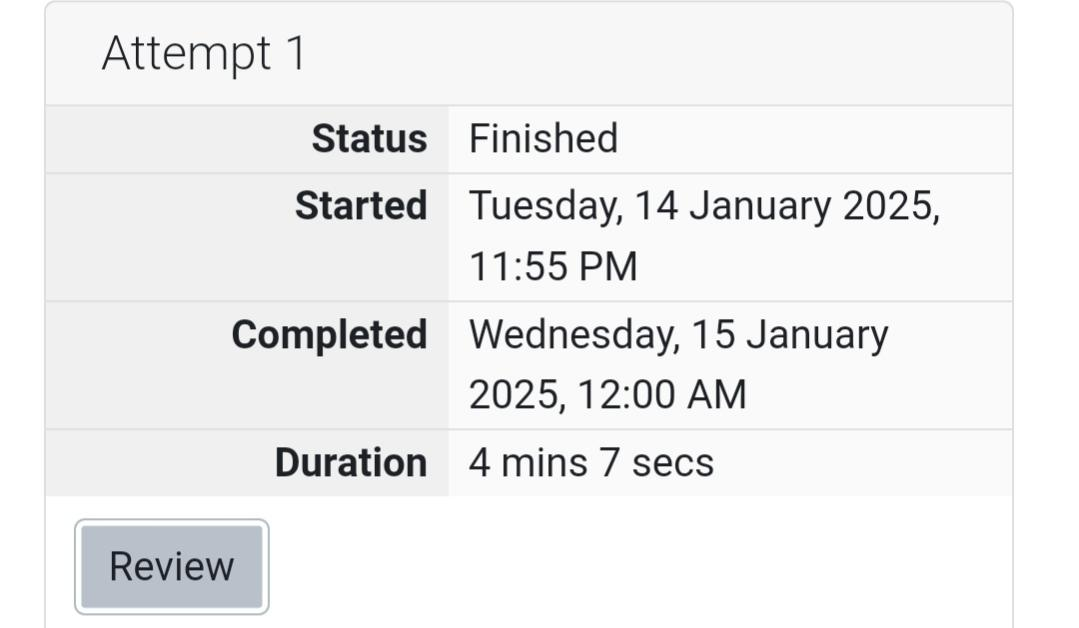 Attempt 1
Status Finished
Started Tuesday, 14 January 2025,
11:55 PM
Completed Wednesday, 15 January
2025, 12:00 AM
Duration 4 mins 7 secs
Review